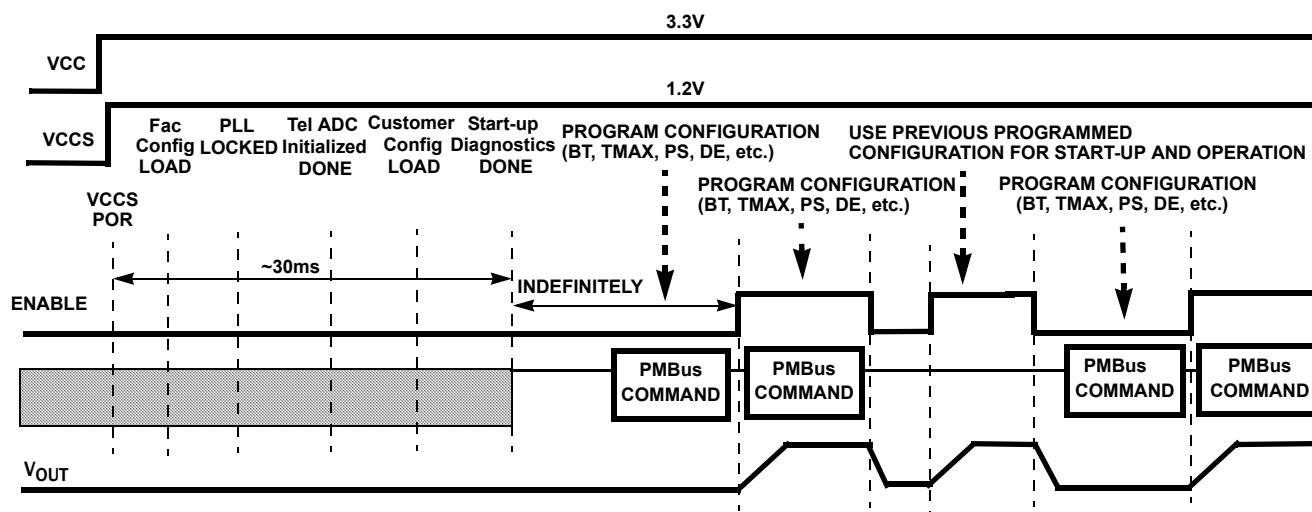 3.3V
VCC
1.2V
VCCS
Fac
Config
LOAD
PLL
LOCKED
Tel ADC
Initialized
DONE
Customer
Config
LOAD
Start-up
Diagnostics
DONE
PROGRAM CONFIGURATION
(BT, TMAX, PS, DE, etc.)
USE PREVIOUS PROGRAMMED
CONFIGURATION FOR START-UP AND OPERATION
PROGRAM CONFIGURATION
(BT, TMAX, PS, DE, etc.)
PROGRAM CONFIGURATION
(BT, TMAX, PS, DE, etc.)
VCCS
POR
~30ms
INDEFINITELY
ENABLE
PMBus
COMMAND
PMBus
COMMAND
PMBus
COMMAND
PMBus
COMMAND
VOUT